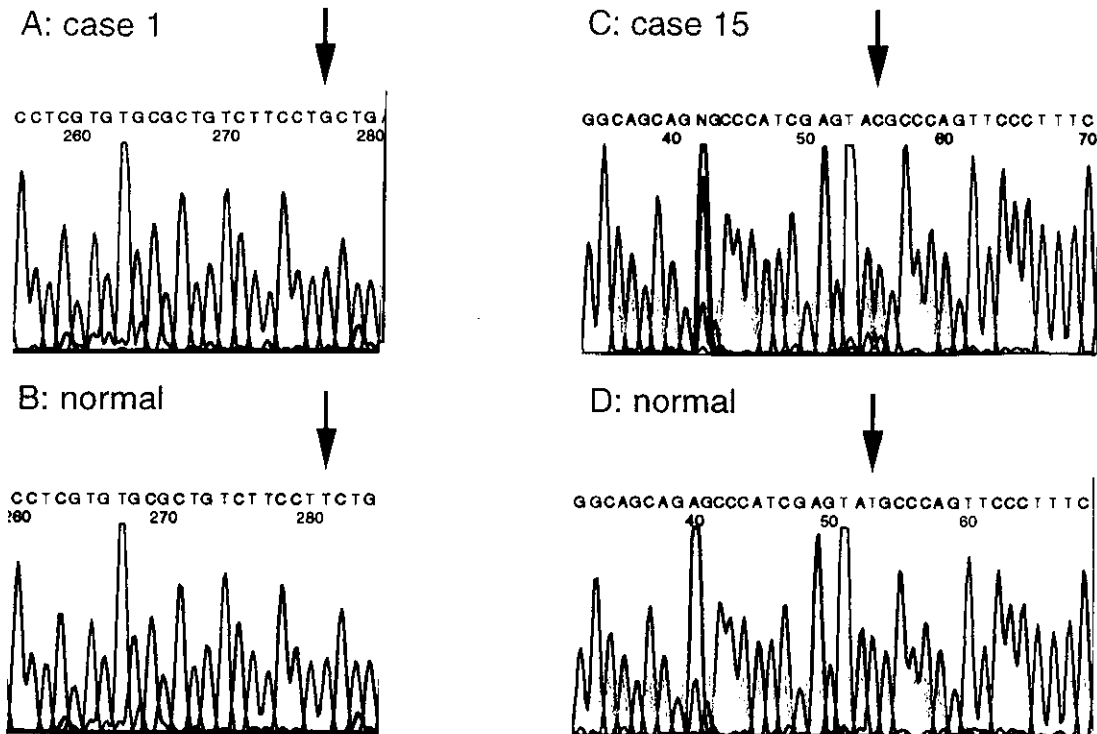 A: case 1
CCTCGTGTGCGCTGTCTTCCTGCTGA
260 270 280
B: normal
CCTCGTGTGCGCTGTCTTCCTTCTG
260 270 280
C: case 15
GGCAGCAGNGCCCATCGAGTACGCCCAGTTCCCTTTC
40 50 60 70
D: normal
GGCAGCAGAGCCCATCGAGTATGCCCAGTTCCCTTTC
40 50 60